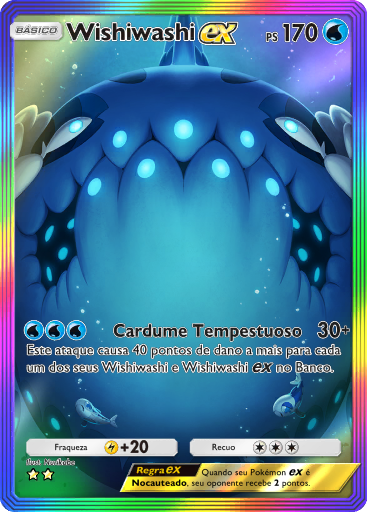 BÁSICO Wishiwashi ex PS 170
Cardume Tempestuoso 30+
Este ataque causa 40 pontos de dano a mais para cada
um dos seus Wishiwashi e Wishiwashi ex no Banco.
Fraqueza +20 Recuo
Illust. Nisikobe
Regra ex Quando seu Pokémon ex é
Nocauteado, seu oponente recebe 2 pontos.